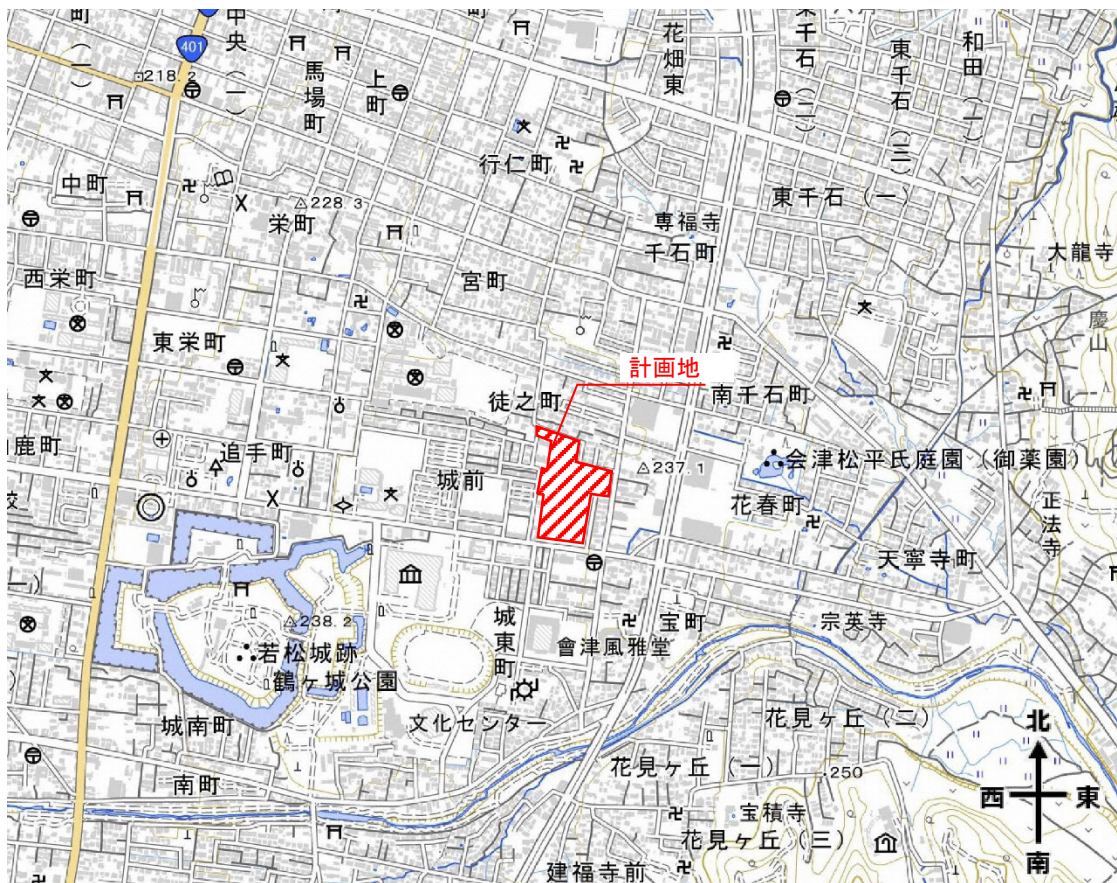 401
中央(一)
町(一)
218.2
馬場町
上町
町
花畑東
東千石(二)
東千石(三)
和田(一)
中町
行仁町
栄町
228.3
専福寺
千石町
東千石(一)
大龍寺
慶山
西栄町
宮町
東栄町
計画地
徒之町
南千石町
鹿町
追手町
城前
237.1
会津松平氏庭園(御薬園)
花春町
正法寺
天寧寺町
238.2
若松城跡
鶴ヶ城公園
城東町
會津風雅堂
宝町
宗英寺
城南町
文化センター
花見ヶ丘(二)
南町
花見ヶ丘(一)
250
宝積寺
花見ヶ丘(三)
建福寺前
北
西
東
南